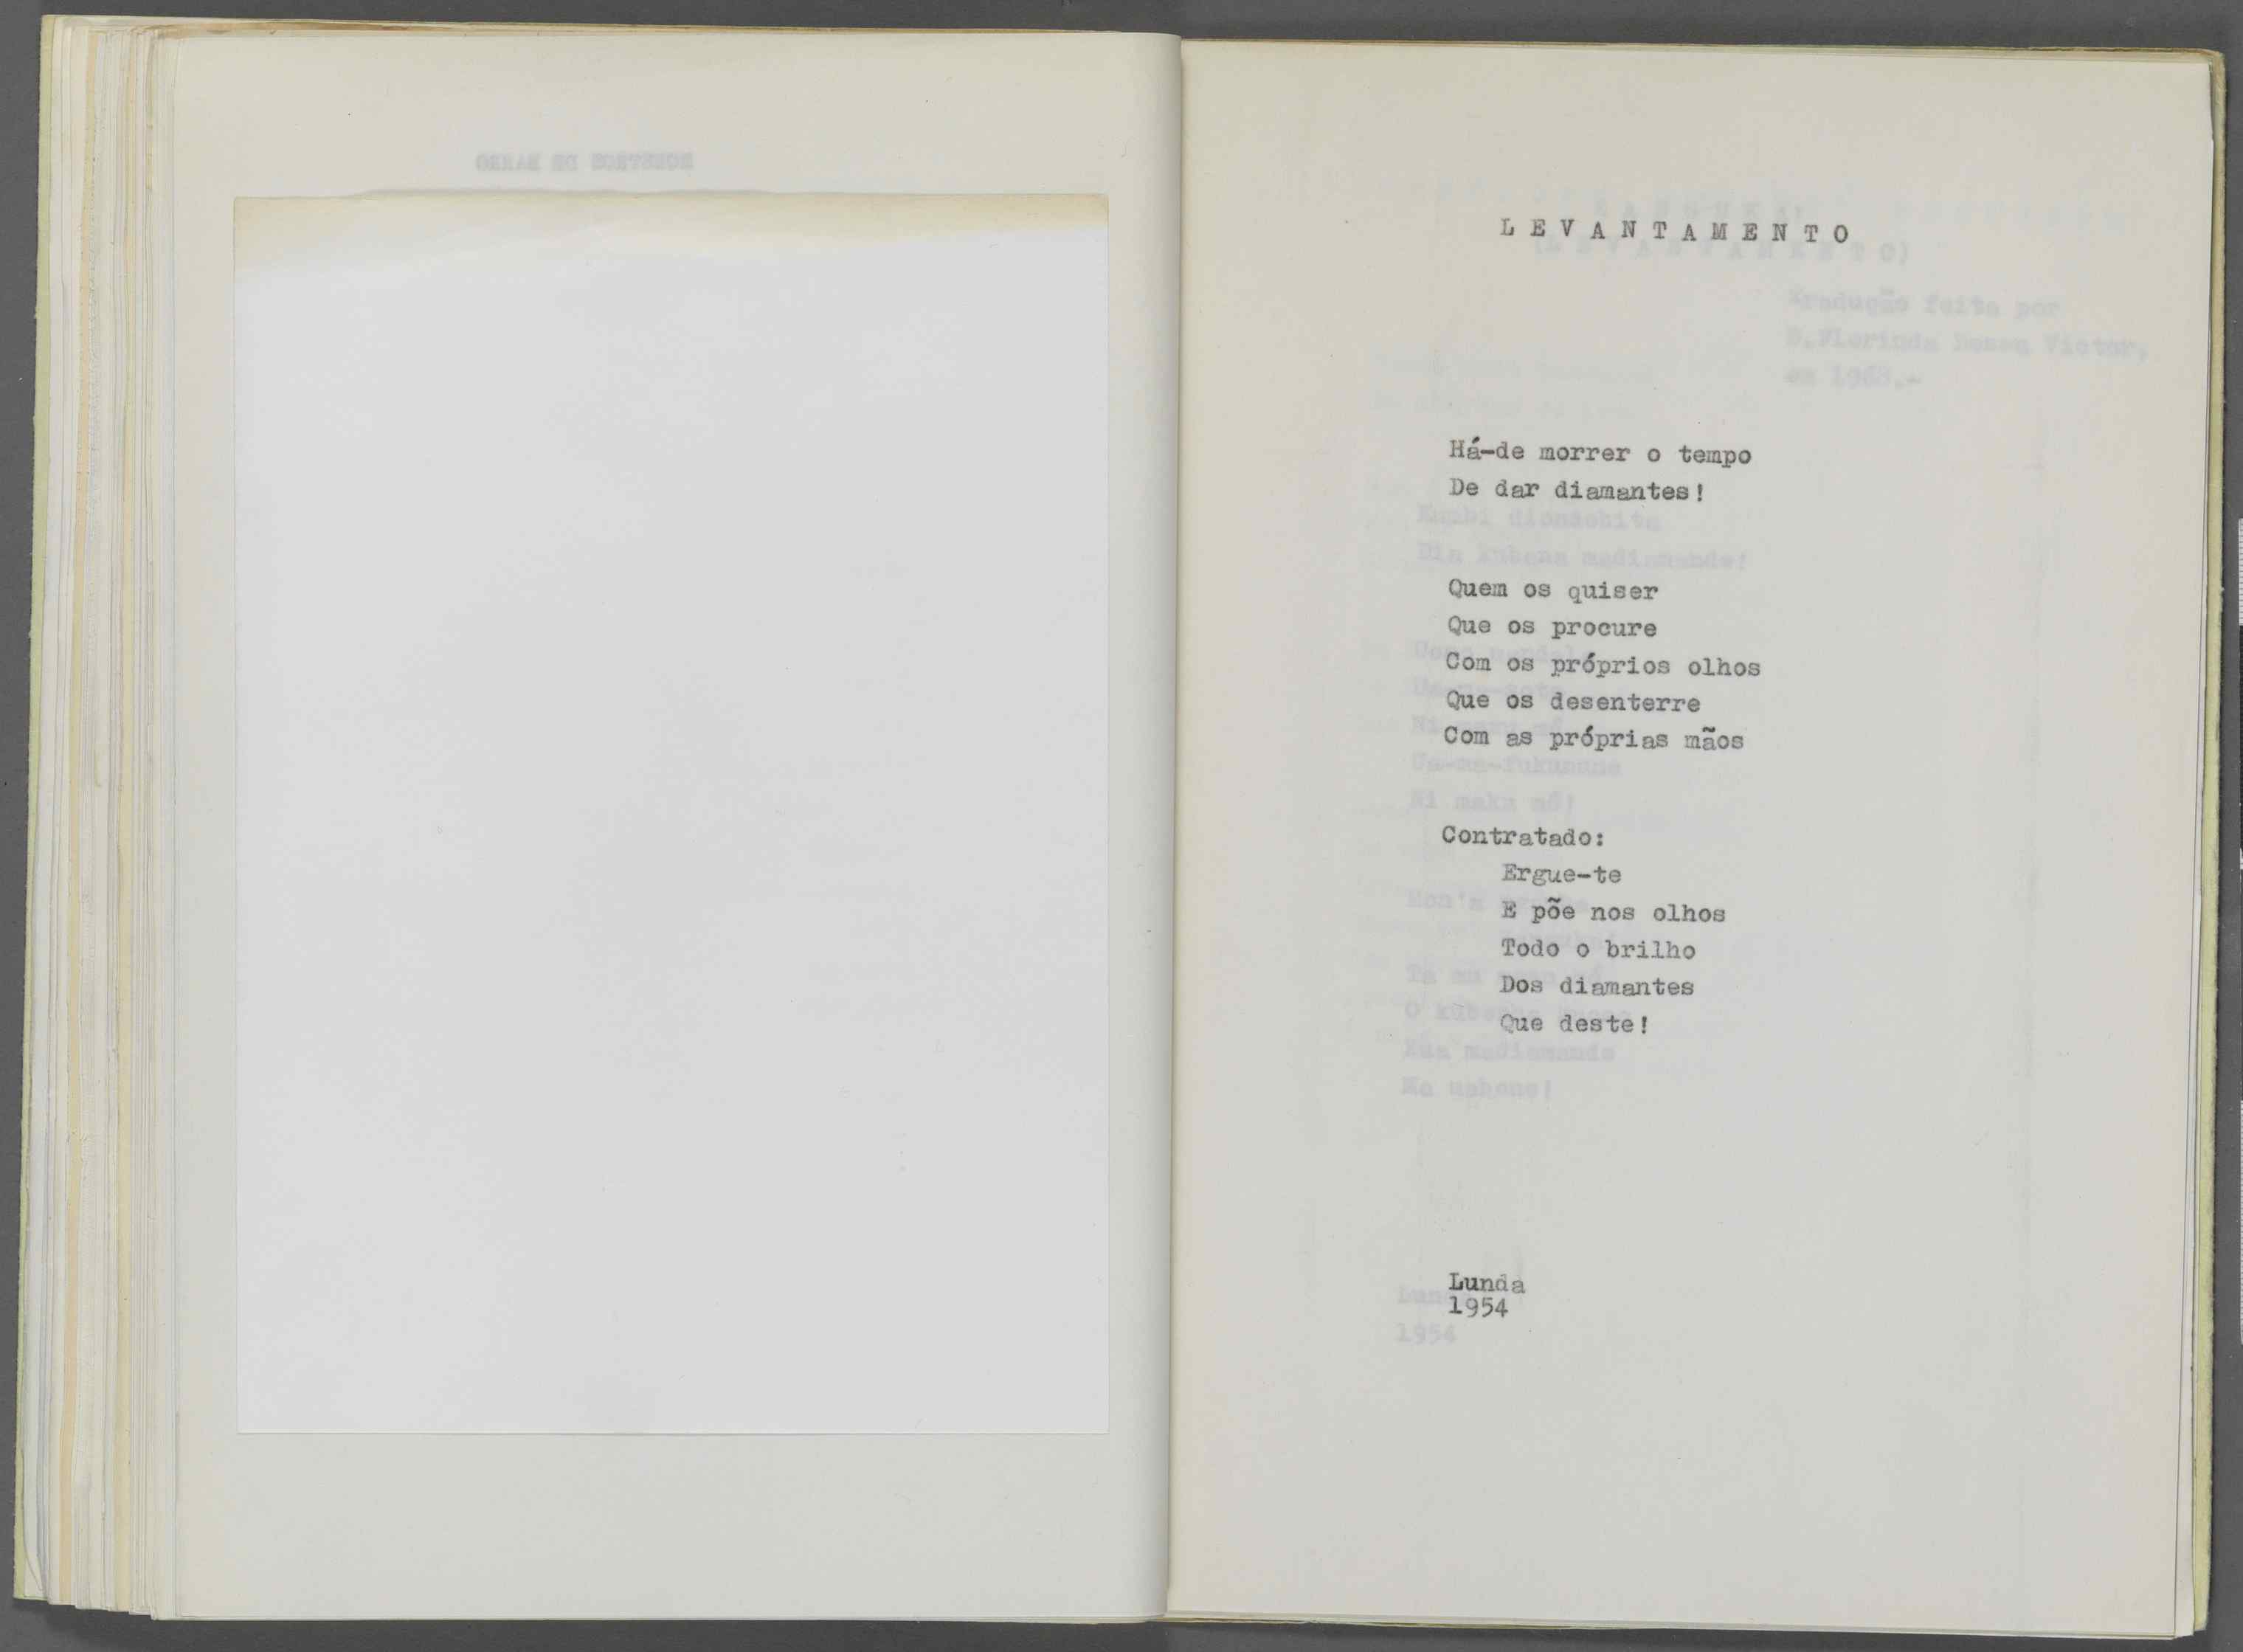 L E V A N T A M E N T O
Há-de morrer o tempo
De dar diamantes!
Quem os quiser
Que os procure
Com os próprios olhos
Que os desenterre
Com as próprias mãos
Contratado:
Ergue-te
E põe nos olhos
Todo o brilho
Dos diamantes
Que deste!
Lunda
1954